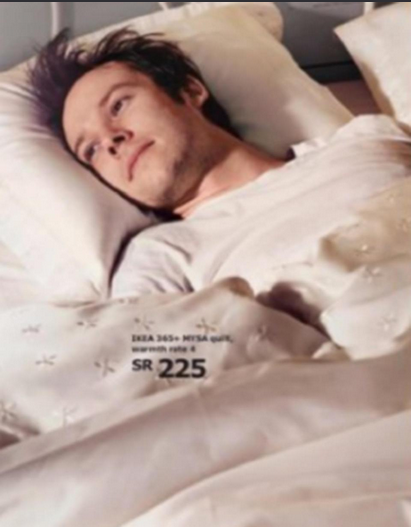 IKEA 365+ MYSA quilt,
warmth rate 4
SR 225